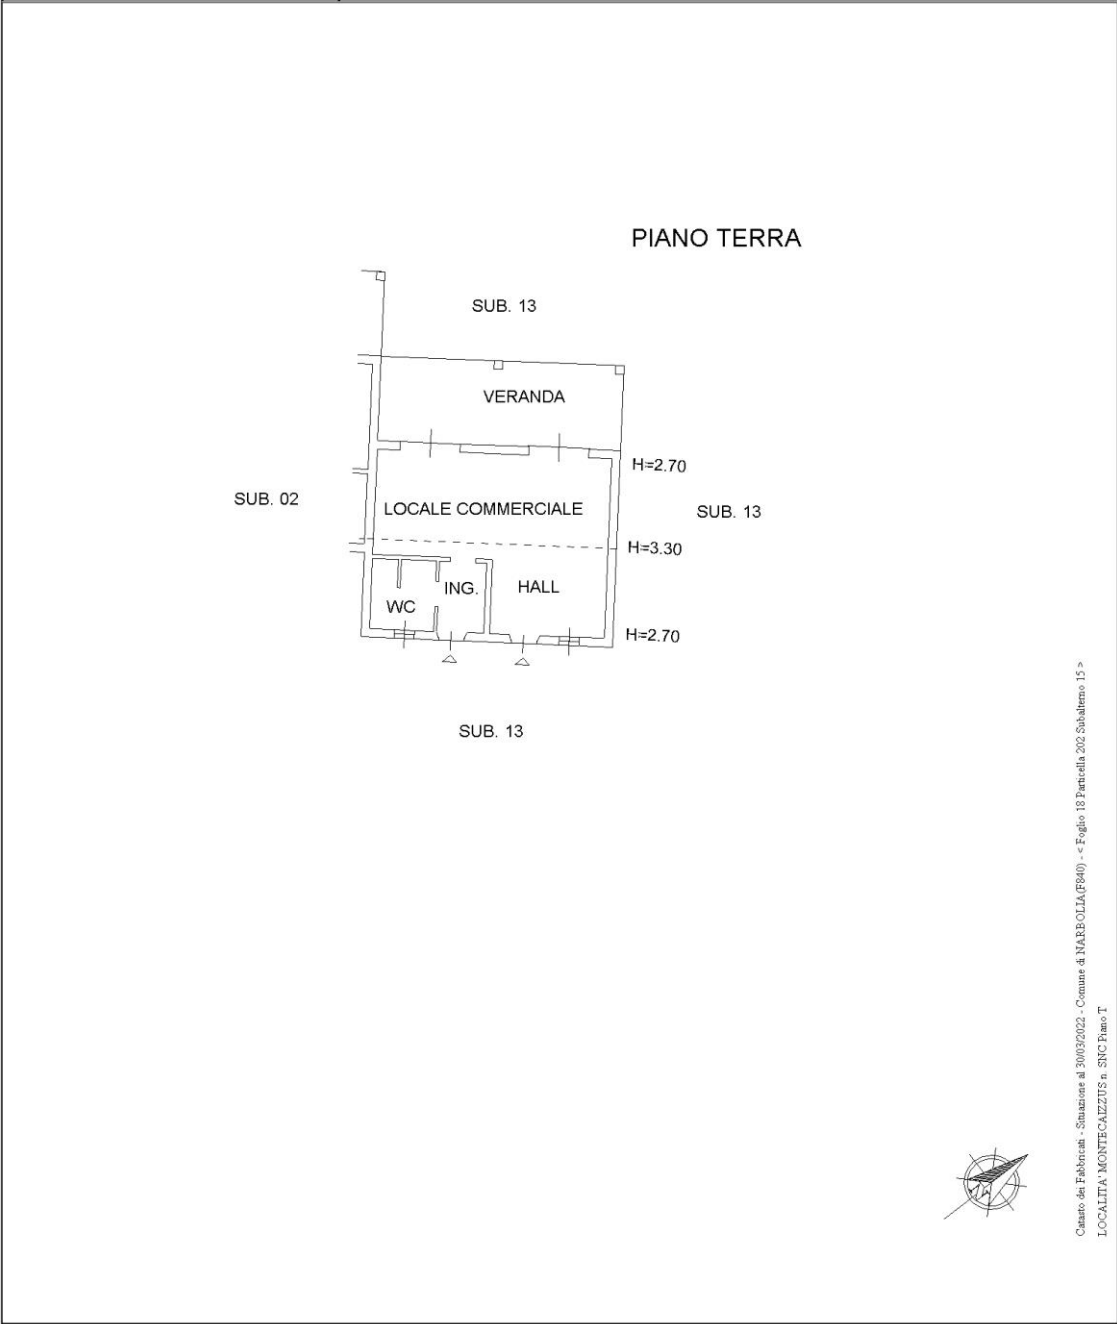 PIANO TERRA
SUB. 13
VERANDA
H=2.70
SUB. 02
LOCALE COMMERCIALE
SUB. 13
H=3.30
ING.
HALL
WC
H=2.70
SUB. 13
Catasto dei Fabbricati - Situazione al 30/03/2022 - Comune di NARBOLIA(F840) - < Foglio 18 Particella 202 Subalterno 15 >
LOCALITA' MONTECAIZZUS n. SNC Piano T